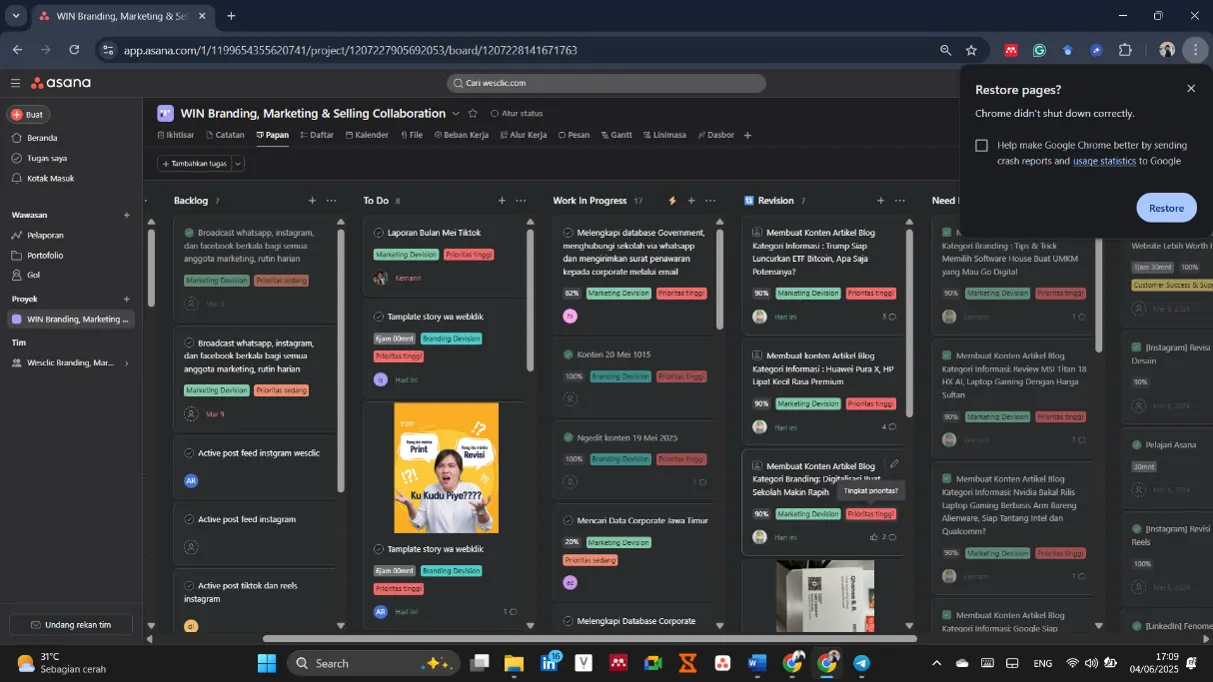 WIN Branding, Marketing & Se
app.asana.com/1/1199654355620741/project/1207227905692053/board/1207228141671763
Restore pages?
Chrome didn't shut down correctly.
Help make Google Chrome better by sending
crash reports and usage statistics to Google
Restore
asana
Cari wesclic.com
Buat
Beranda
Tugas saya
Kotak Masuk
Wawasan
Pelaporan
Portofolio
Gol
Proyek
WIN Branding, Marketing ...
Tim
Wesclic Branding, Mar...
Undang rekan tim
WIN Branding, Marketing & Selling Collaboration
Atur status
Ikhtisar Catatan Papan Daftar Kalender File Beban Kerja Alur Kerja Pesan Gantt Linimasa Dasbor
Tambahkan tugas
Backlog 7
Broadcast whatsapp, instagram,
dan facebook berkala bagi semua
anggota marketing, rutin harian
Marketing Devision Prioritas sedang
Mar 8
Broadcast whatsapp, instagram,
dan facebook berkala bagi semua
anggota marketing, rutin harian
Marketing Devision Prioritas sedang
Mar 9
Active post feed instgram wesclic
AR
Active post feed instagram
Active post tiktok dan reels
instagram
di
To Do 8
Laporan Bulan Mei Tiktok
Marketing Devision Prioritas tinggi
Kemarin
Tamplate story wa webklik
6jam 00mnt Branding Devision
Prioritas tinggi
Hari ini
Print
Revisi
Ku Kudu Piye????
Tamplate story wa webklik
6jam 00mnt Branding Devision
Prioritas tinggi
AR Hari ini 1
Work in Progress 17
Melengkapi database Government,
menghubungi sekolah via whatsapp
dan mengirimkan surat penawaran
kepada corporate melalui email
82% Marketing Devision Prioritas tinggi
hi
Konten 20 Mei 1015
100% Branding Devision Prioritas tinggi
Ngedit konten 19 Mei 2025
100% Branding Devision Prioritas tinggi
1
Mencari Data Corporate Jawa Timur
20% Marketing Devision
Prioritas sedang
az
Melengkapi Database Corporate
Revision 7
Membuat Konten Artikel Blog
Kategori Informasi : Trump Siap
Luncurkan ETF Bitcoin, Apa Saja
Potensinya?
90% Marketing Devision Prioritas tinggi
Hari ini 3
Membuat konten Artikel Blog
Kategori Informasi : Huawei Pura X, HP
Lipat Kecil Rasa Premium
90% Marketing Devision Prioritas tinggi
Hari ini 4
Membuat Konten Artikel Blog
Kategori Branding: Digitalisasi Buat
Sekolah Makin Rapih
Tingkat prioritas?
90% Marketing Devision Prioritas tinggi
Hari ini 2
Need
Kategori Branding : Tips & Trick
Memilih Software House Buat UMKM
yang Mau Go Digital
90% Marketing Devision Prioritas tinggi
Kemarin 1
Membuat Konten Artikel Blog
Kategori Informasi: Review MSI Titan 18
HX AI, Laptop Gaming Dengan Harga
Sultan
90% Marketing Devision Prioritas tinggi
Kemarin 1
Membuat Konten Artikel Blog
Kategori Informasi: Nvidia Bakal Rilis
Laptop Gaming Berbasis Arm Bareng
Alienware, Siap Tantang Intel dan
Qualcomm?
90% Marketing Devision Prioritas tinggi
Kemarin 1
Membuat Konten Artikel Blog
Kategori Informasi: Google Siap
Website Lebih Worth
1jam 30mnt 100%
Customer Success & Sup
[Instagram] Revisi
Desain
90%
Pelajari Asana
30mnt
[Instagram] Revisi
Reels
100%
[LinkedIn] Fenome
31°C
Sebagian cerah
Search
16
ENG
17:09
04/06/2025